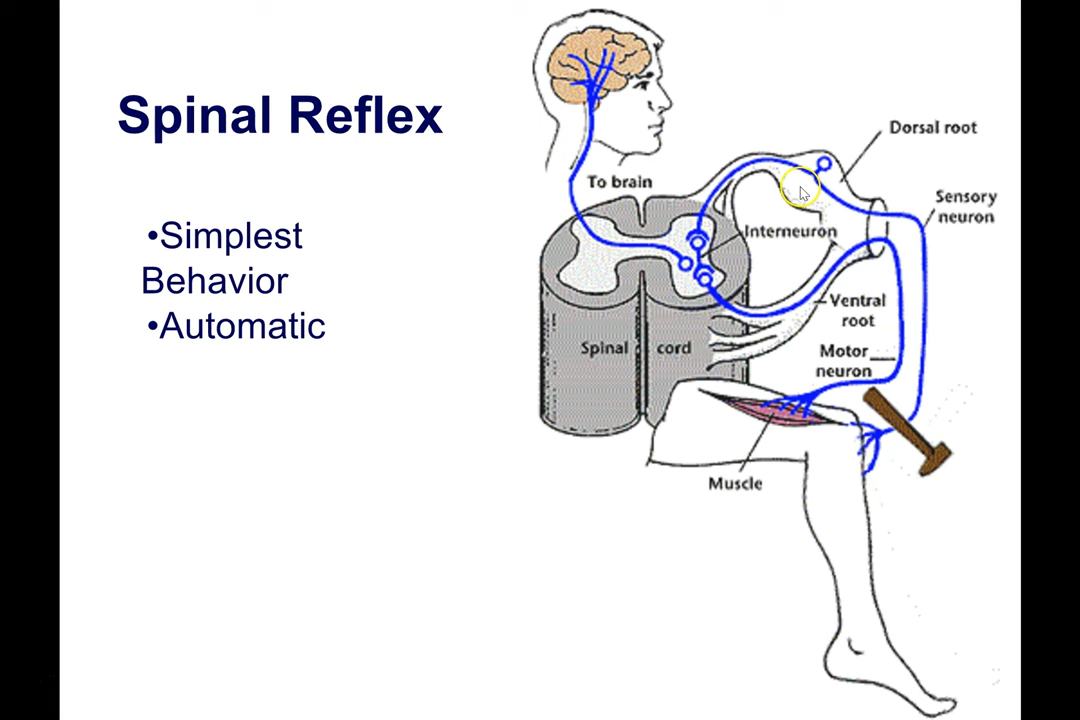 Spinal Reflex
•Simplest
Behavior
•Automatic
Dorsal root
To brain
Sensory
neuron
Interneuron
Ventral
root
Spinal cord
Motor
neuron
Muscle